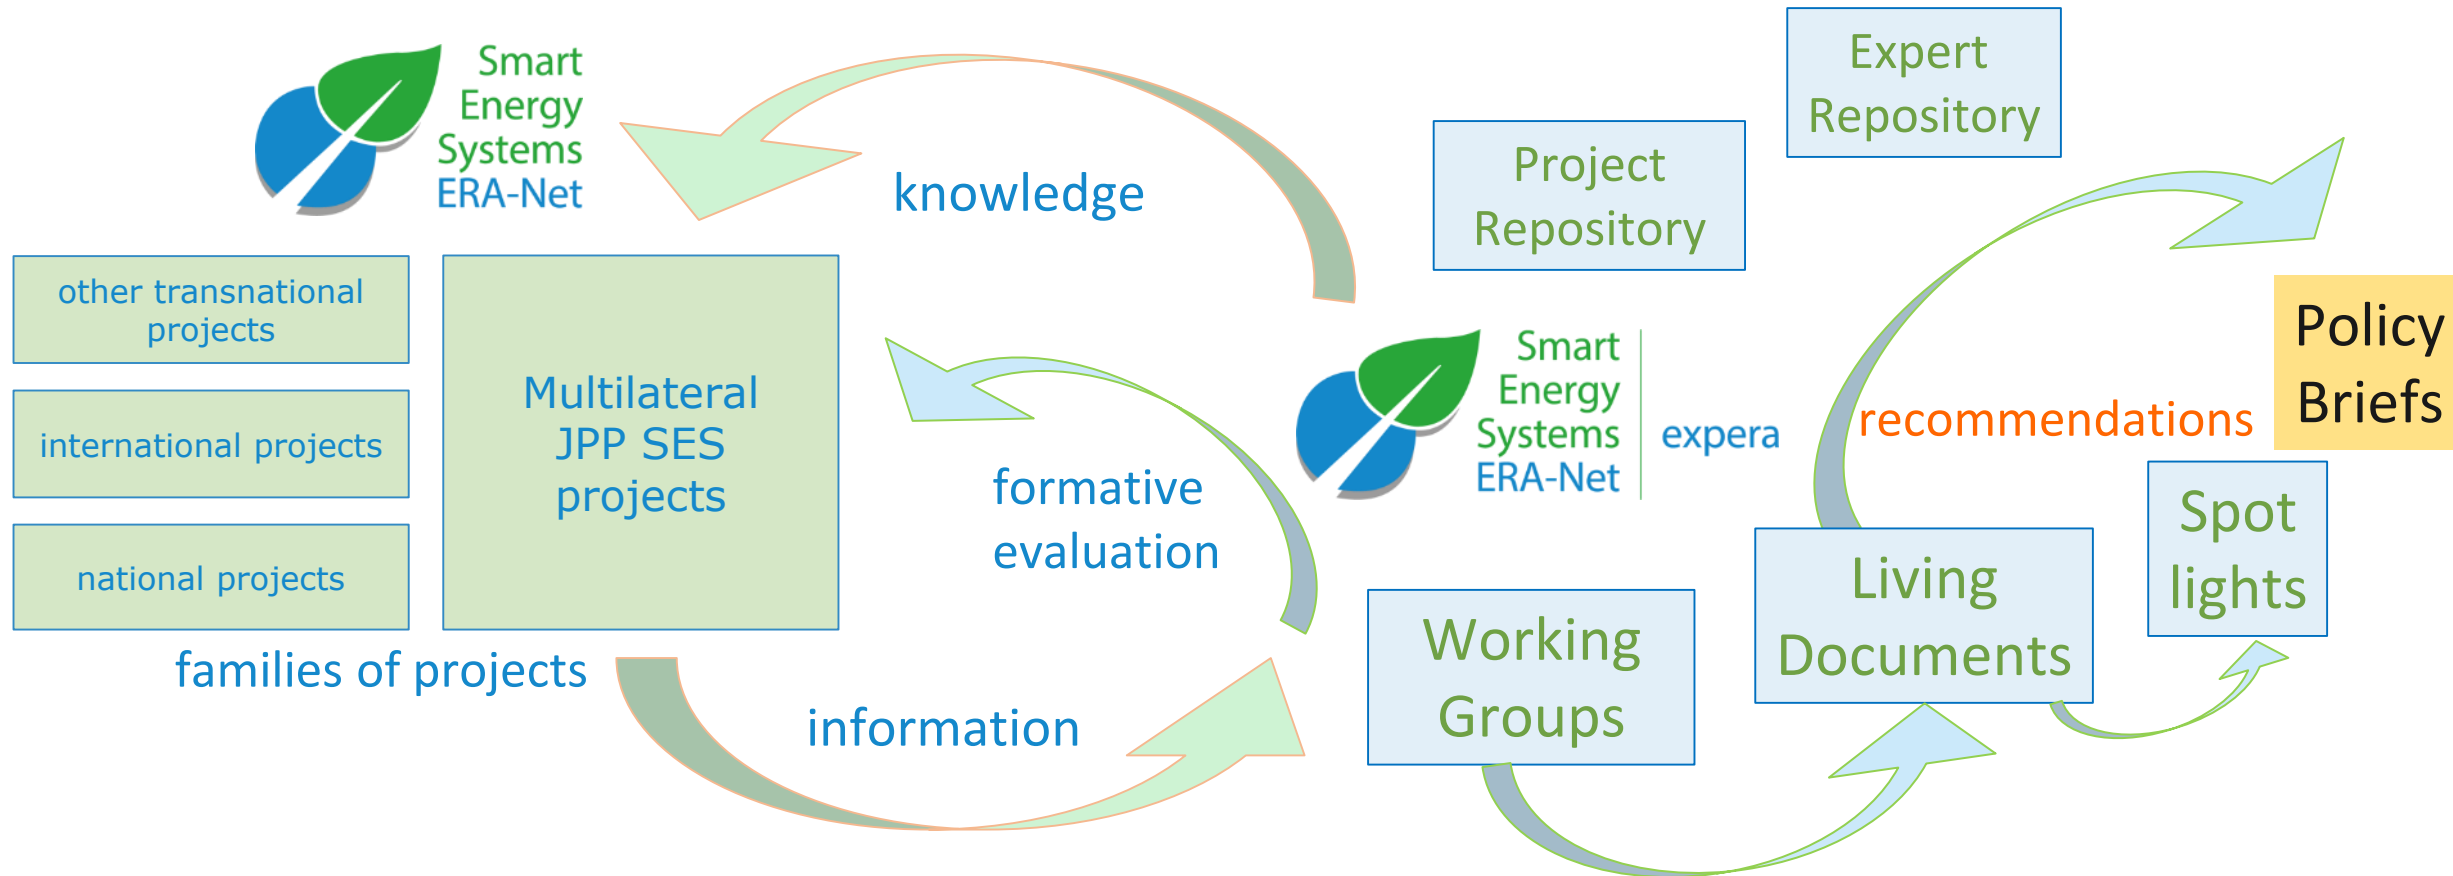 Smart
Energy
Systems
ERA-Net
other transnational
projects
international projects
national projects
Multilateral
JPP SES
projects
families of projects
knowledge
formative
evaluation
information
Project
Repository
Expert
Repository
Smart
Energy
Systems
ERA-Net
expera
Working
Groups
Living
Documents
recommendations
Spot
lights
Policy
Briefs